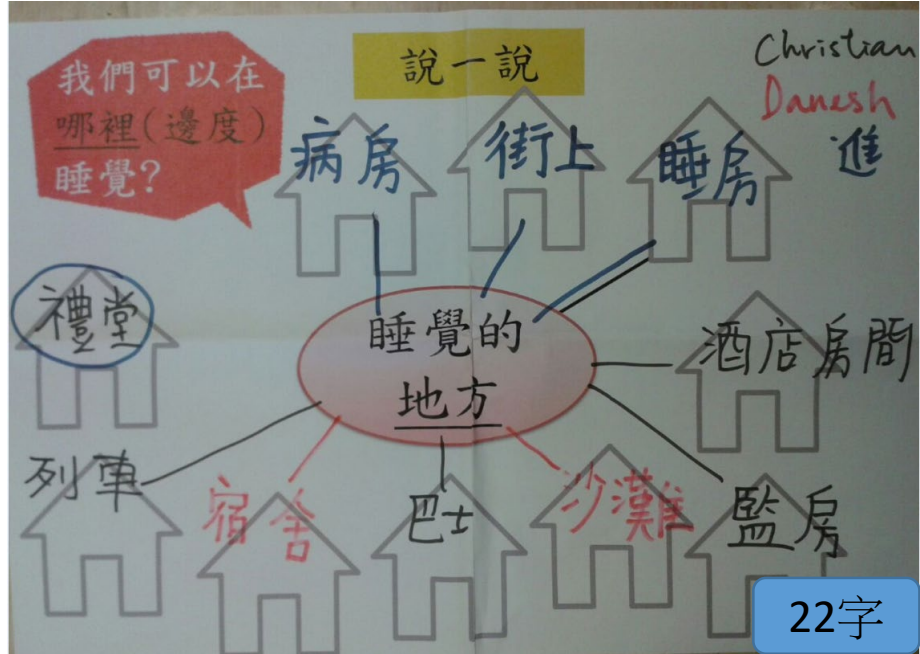 我們可以在
哪裡(邊度)
睡覺?
說一說
Christian
Danesh
進
病房
街上
睡房
禮堂
睡覺的
地方
酒店房間
列車
宿舍
巴士
沙灘
監房
22字